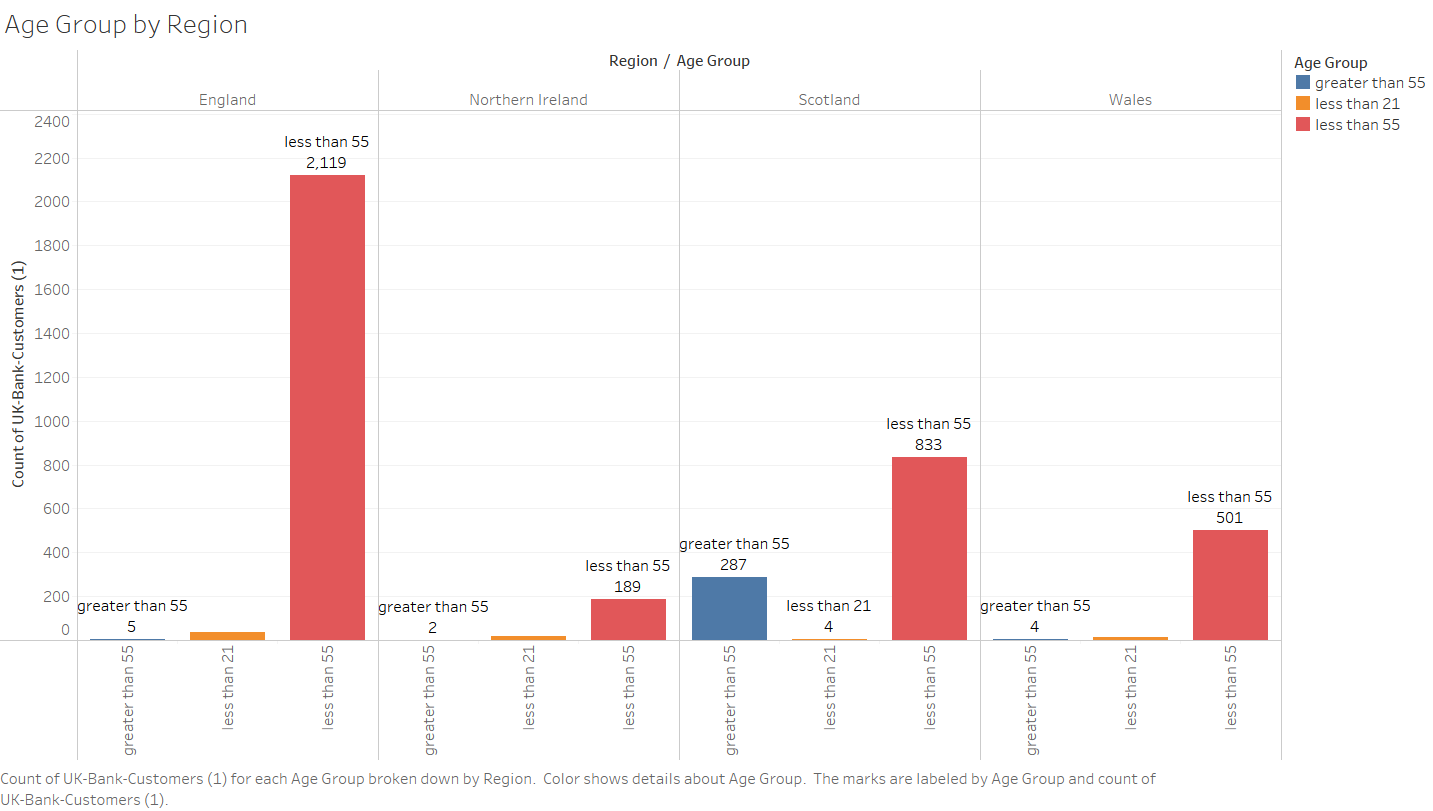 Age Group by Region
Region / Age Group
England
Northern Ireland
Scotland
Wales
Age Group
greater than 55
less than 21
less than 55
Count of UK-Bank-Customers (1)
2400
2200
2000
1800
1600
1400
1200
1000
800
600
400
200
0
greater than 55
5
less than 55
2,119
greater than 55
2
less than 55
189
greater than 55
287
less than 21
4
less than 55
833
greater than 55
4
less than 55
501
greater than 55
less than 21
less than 55
greater than 55
less than 21
less than 55
greater than 55
less than 21
less than 55
greater than 55
less than 21
less than 55
Count of UK-Bank-Customers (1) for each Age Group broken down by Region.  Color shows details about Age Group.  The marks are labeled by Age Group and count of
UK-Bank-Customers (1).